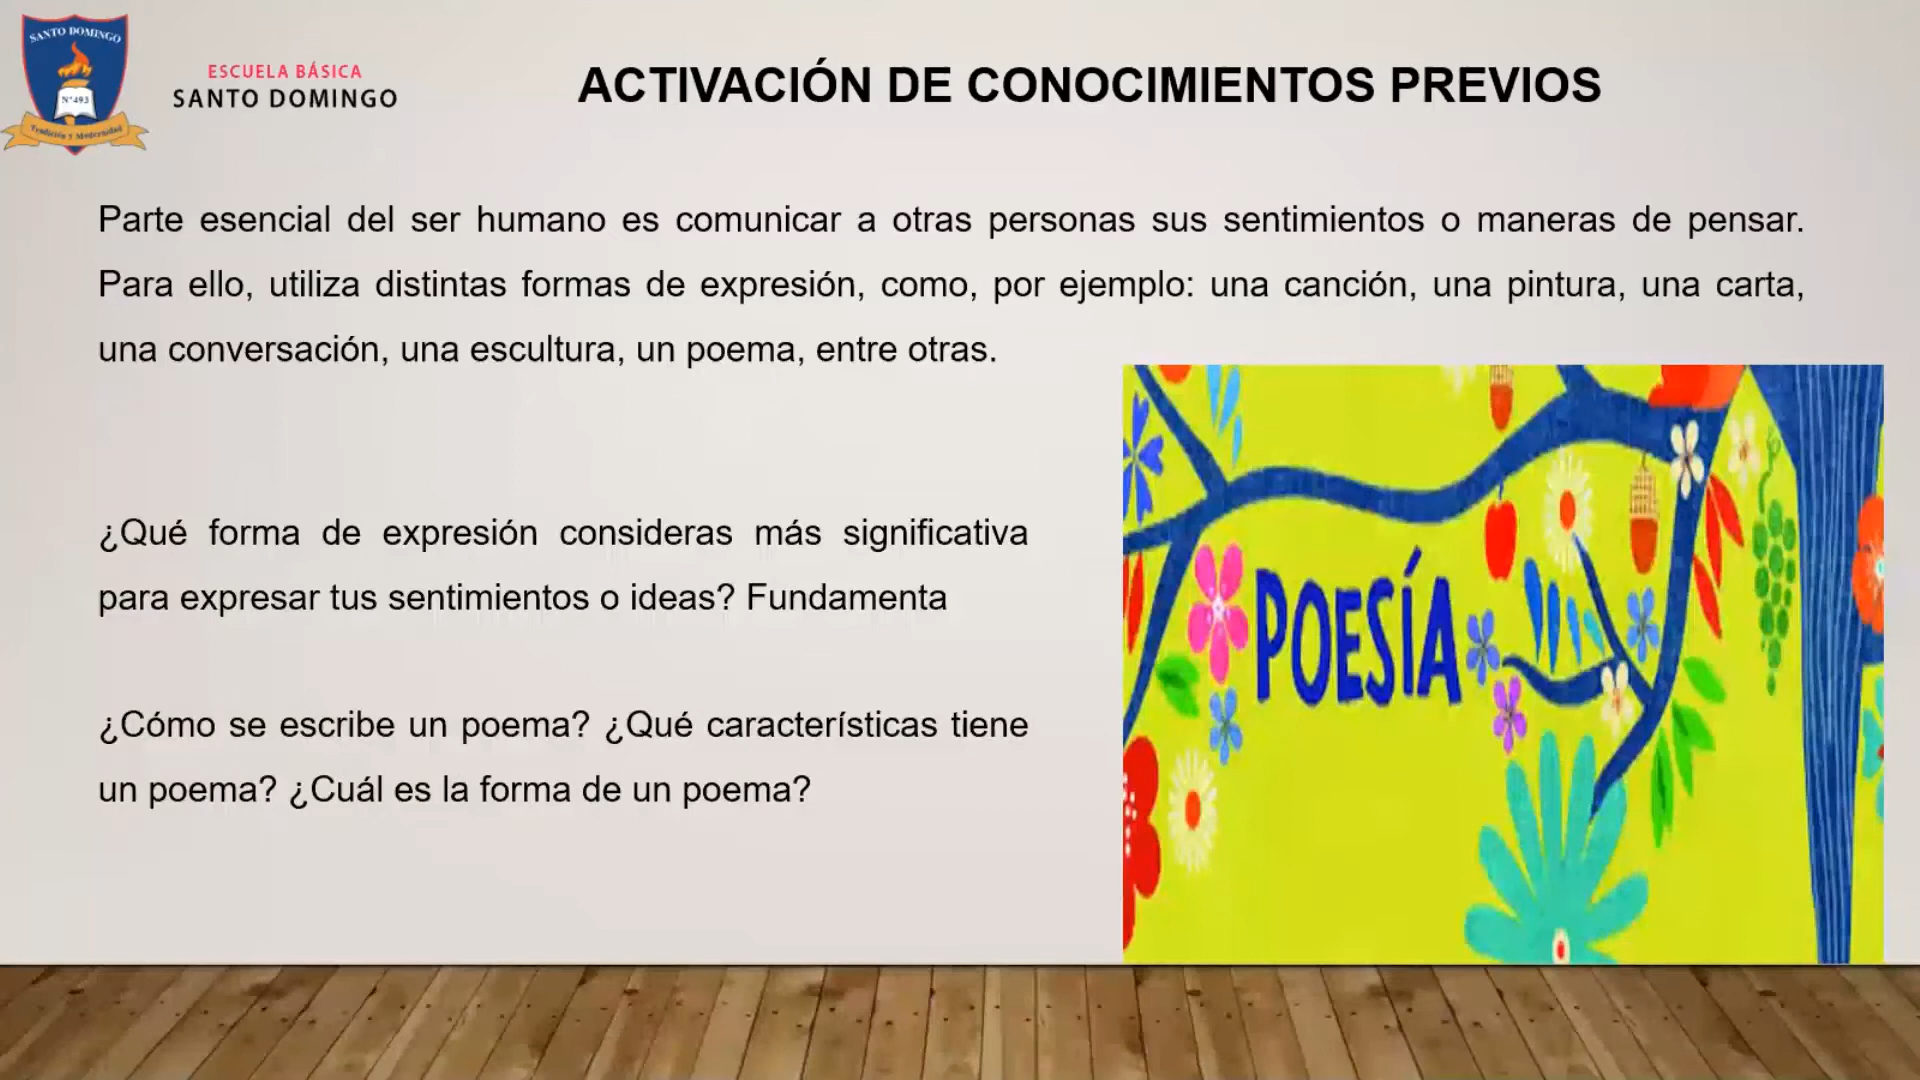 SANTO DOMINGO
N°493
Tradición y Modernidad
ESCUELA BÁSICA
SANTO DOMINGO
ACTIVACIÓN DE CONOCIMIENTOS PREVIOS
Parte esencial del ser humano es comunicar a otras personas sus sentimientos o maneras de pensar.
Para ello, utiliza distintas formas de expresión, como, por ejemplo: una canción, una pintura, una carta,
una conversación, una escultura, un poema, entre otras.
¿Qué forma de expresión consideras más significativa
para expresar tus sentimientos o ideas? Fundamenta
¿Cómo se escribe un poema? ¿Qué características tiene
un poema? ¿Cuál es la forma de un poema?
POESÍA